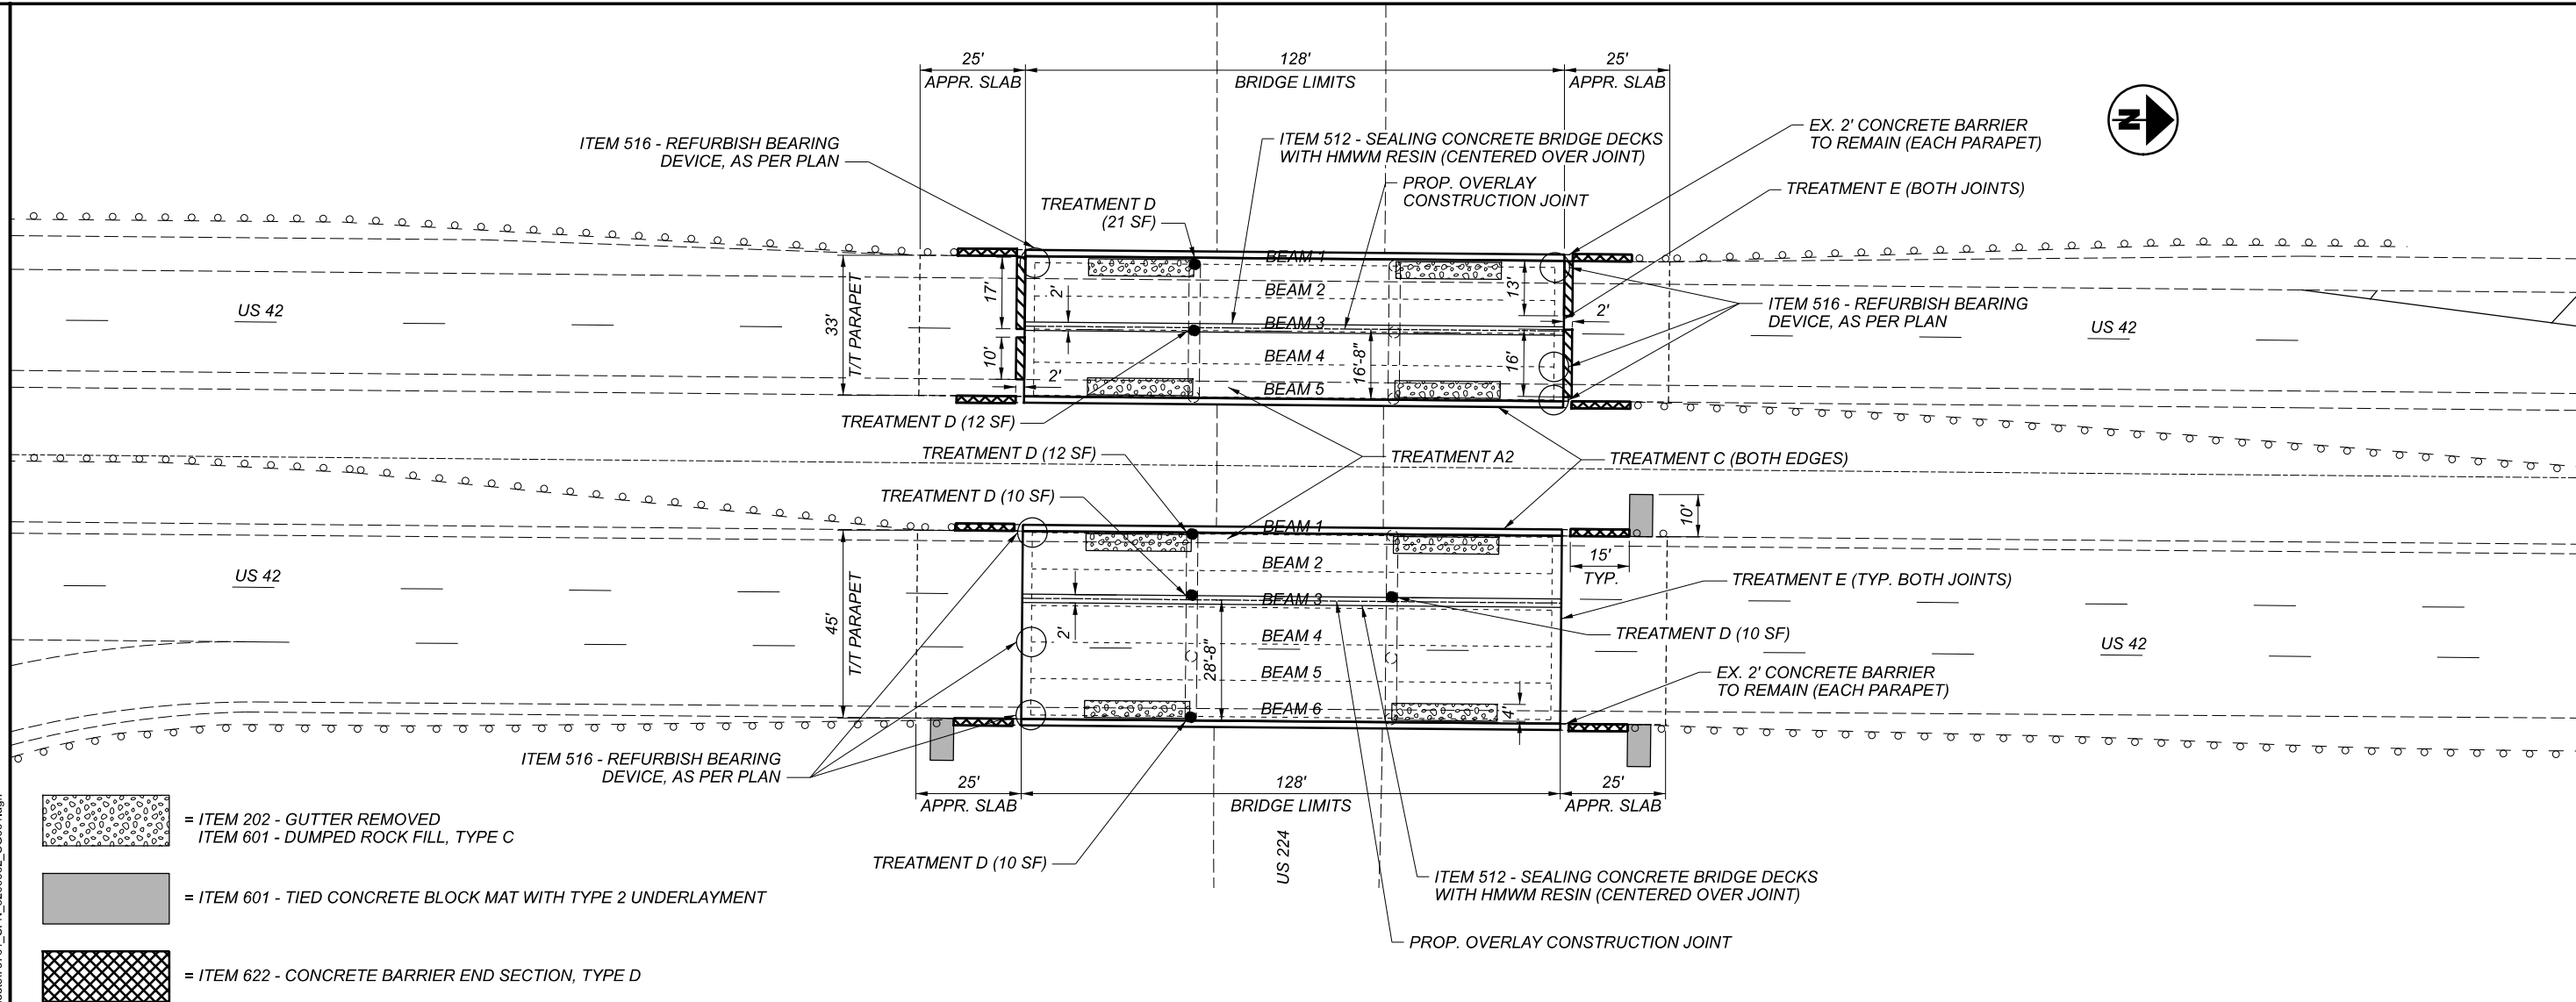 25'
128'
25'
APPR. SLAB
BRIDGE LIMITS
APPR. SLAB
N
ITEM 516 - REFURBISH BEARING
DEVICE, AS PER PLAN
ITEM 512 - SEALING CONCRETE BRIDGE DECKS
WITH HMWM RESIN (CENTERED OVER JOINT)
EX. 2' CONCRETE BARRIER
TO REMAIN (EACH PARAPET)
PROP. OVERLAY
CONSTRUCTION JOINT
TREATMENT E (BOTH JOINTS)
TREATMENT D
(21 SF)
BEAM 1
BEAM 2
BEAM 3
BEAM 4
BEAM 5
US 42
33'
T/T PARAPET
17'
2'
10'
2'
13'
16'-8"
16'
2'
ITEM 516 - REFURBISH BEARING
DEVICE, AS PER PLAN
US 42
TREATMENT D (12 SF)
TREATMENT D (12 SF)
TREATMENT A2
TREATMENT C (BOTH EDGES)
TREATMENT D (10 SF)
10'
BEAM 1
BEAM 2
BEAM 3
BEAM 4
BEAM 5
BEAM 6
US 42
45'
T/T PARAPET
2'
28'-8"
4'
15'
TYP.
TREATMENT E (TYP. BOTH JOINTS)
TREATMENT D (10 SF)
US 42
EX. 2' CONCRETE BARRIER
TO REMAIN (EACH PARAPET)
ITEM 516 - REFURBISH BEARING
DEVICE, AS PER PLAN
25'
128'
25'
APPR. SLAB
BRIDGE LIMITS
APPR. SLAB
US 224
TREATMENT D (10 SF)
ITEM 512 - SEALING CONCRETE BRIDGE DECKS
WITH HMWM RESIN (CENTERED OVER JOINT)
PROP. OVERLAY CONSTRUCTION JOINT
= ITEM 202 - GUTTER REMOVED
ITEM 601 - DUMPED ROCK FILL, TYPE C
= ITEM 601 - TIED CONCRETE BLOCK MAT WITH TYPE 2 UNDERLAYMENT
= ITEM 622 - CONCRETE BARRIER END SECTION, TYPE D